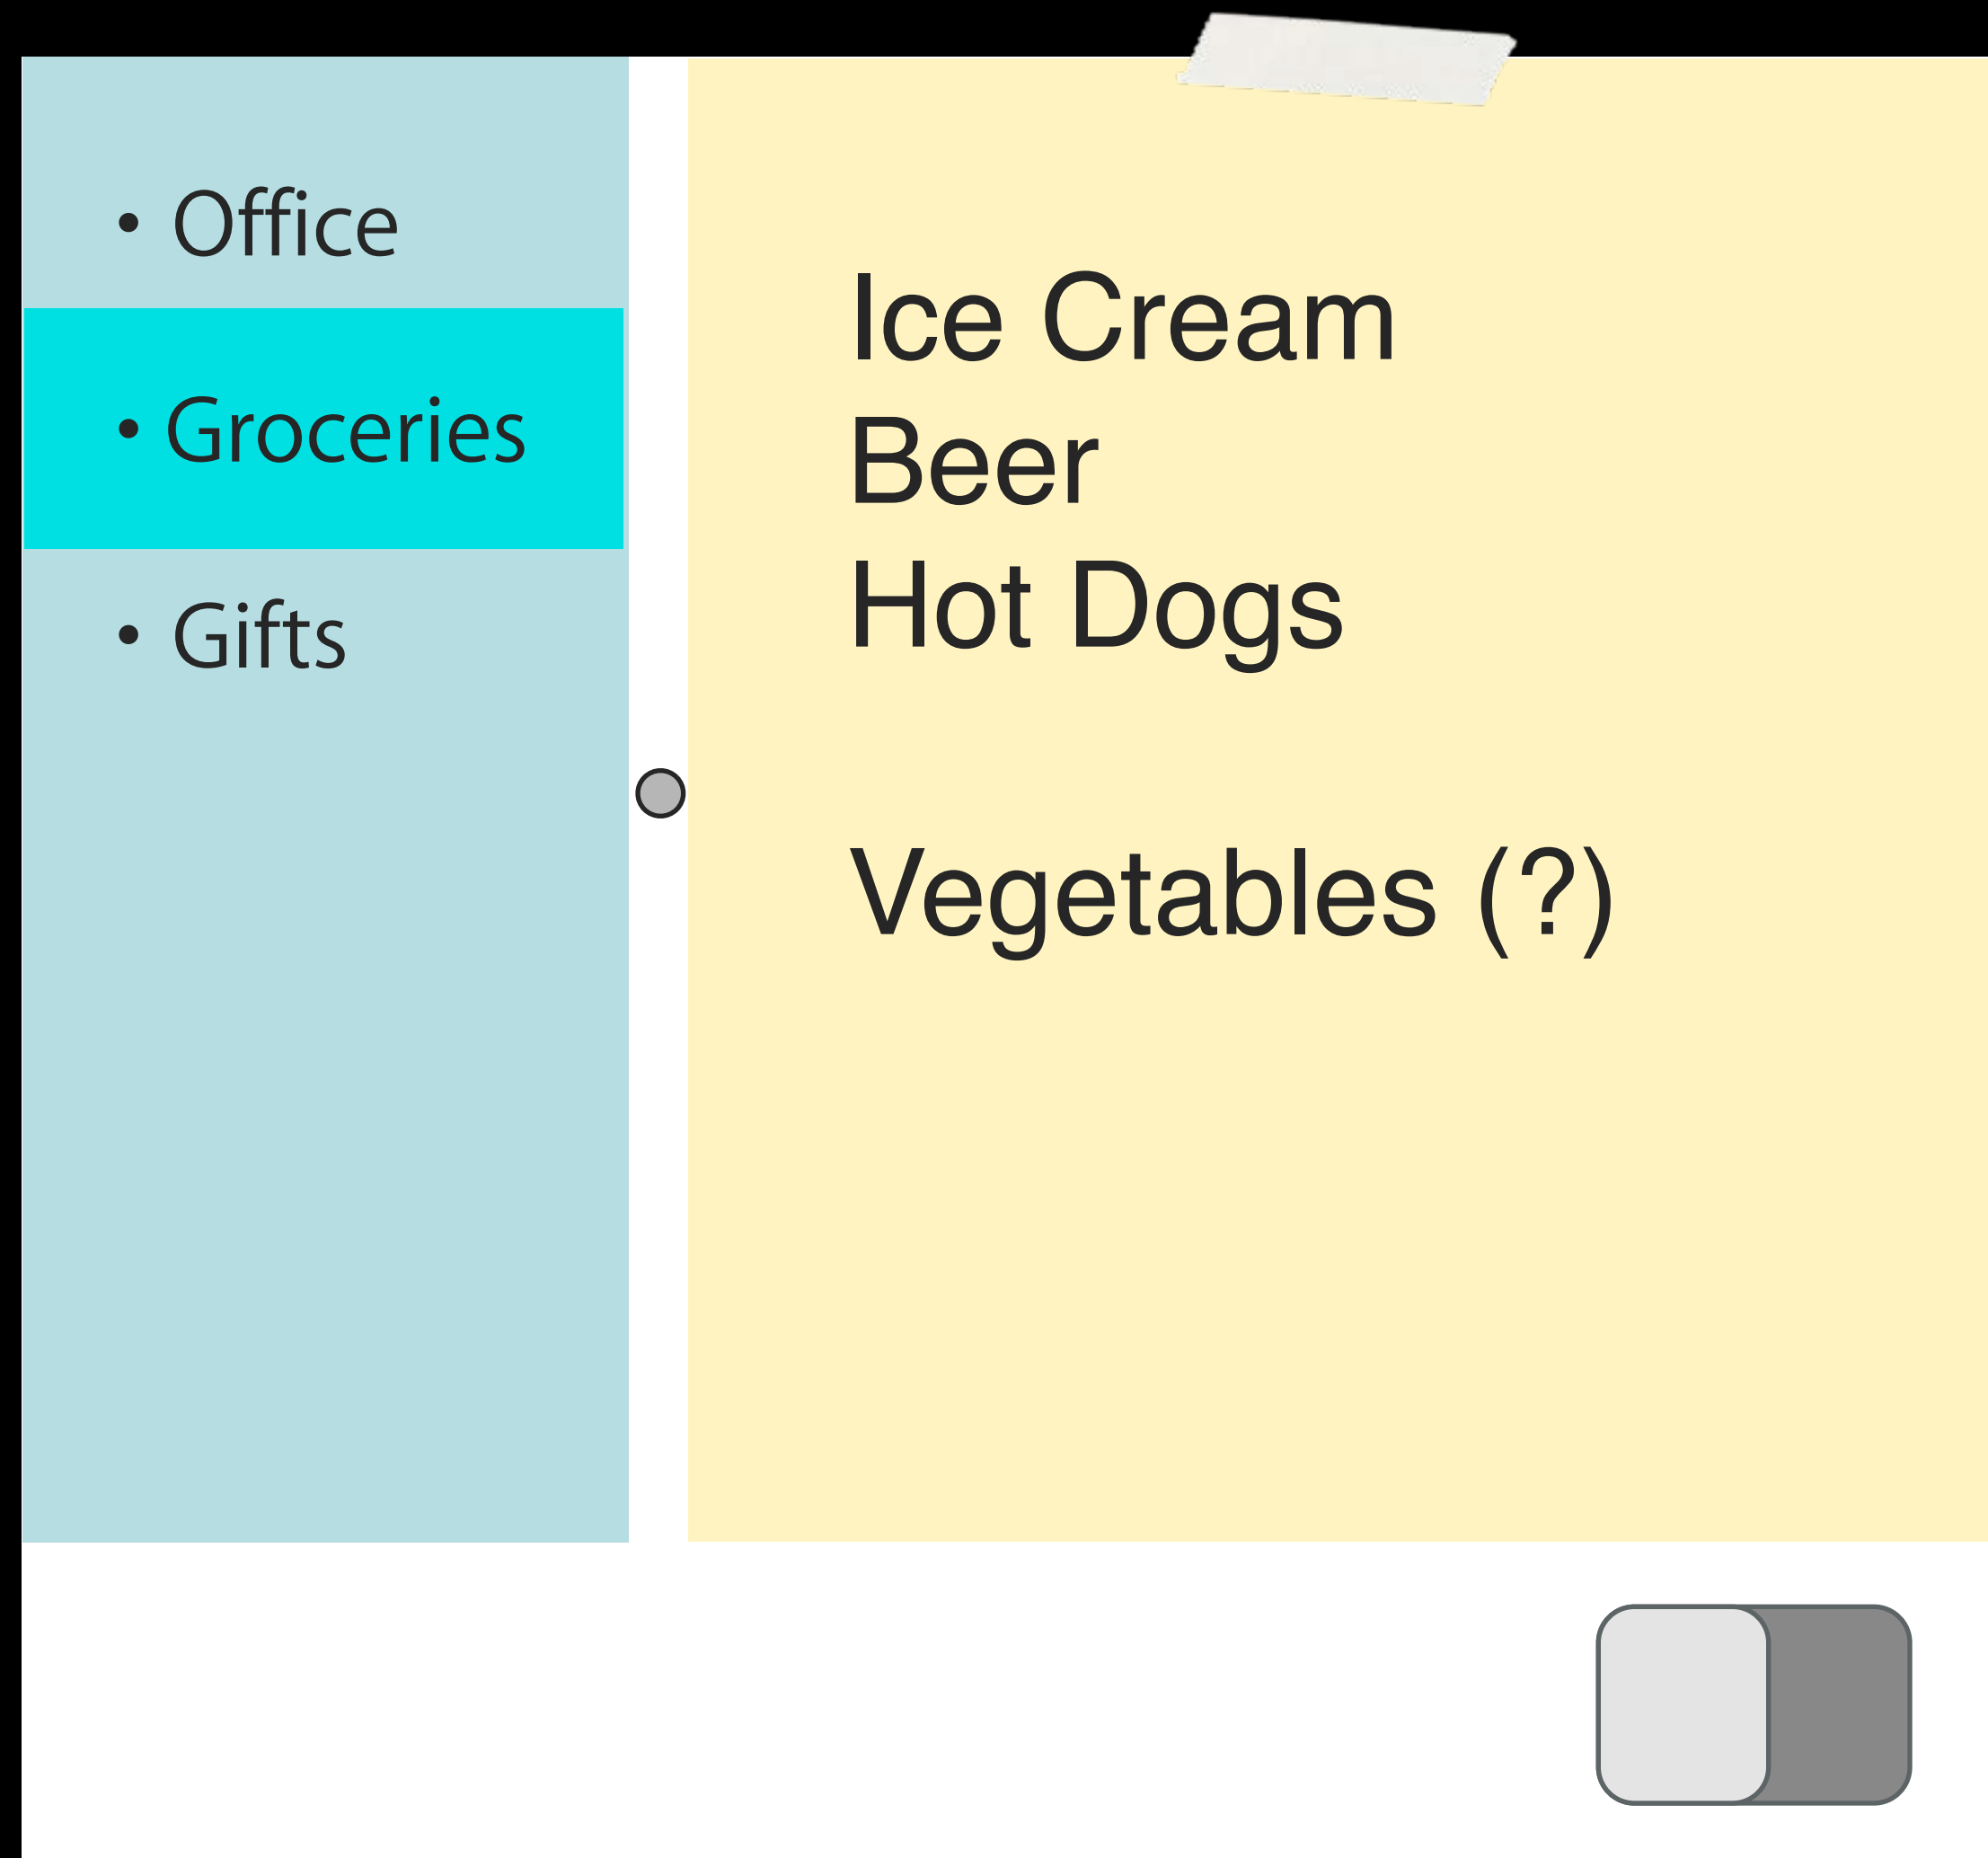 • Office
• Groceries
• Gifts
Ice Cream
Beer
Hot Dogs
Vegetables (?)